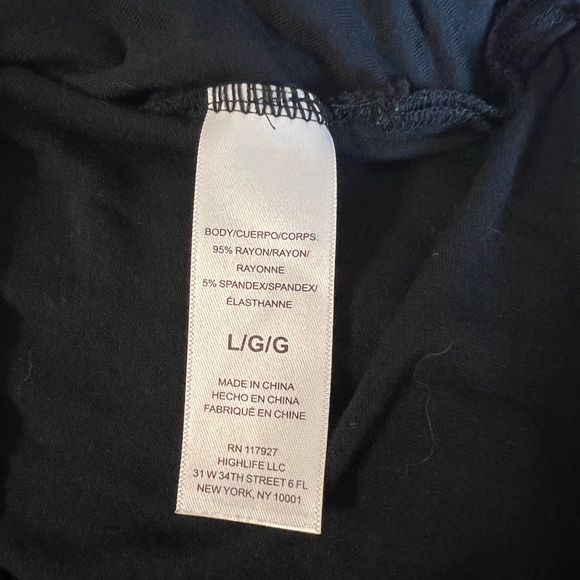 BODY/CUERPO/CORPS:
95% RAYON/RAYON/
RAYONNE
5% SPANDEX/SPANDEX/
ÉLASTHANNE
L/G/G
MADE IN CHINA
HECHO EN CHINA
FABRIQUÉ EN CHINE
RN 117927
HIGHLIFE LLC
31 W 34TH STREET 6 FL
NEW YORK, NY 10001